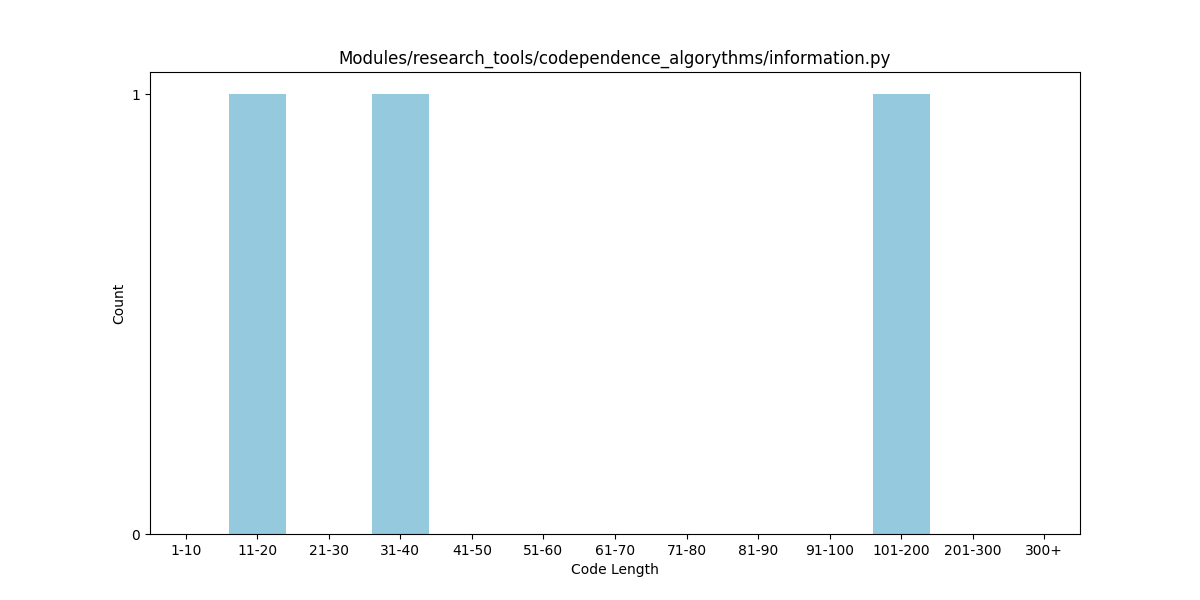 Modules/research_tools/codependence_algorythms/information.py
1
Count
0
1-10 11-20 21-30 31-40 41-50 51-60 61-70 71-80 81-90 91-100 101-200 201-300 300+
Code Length